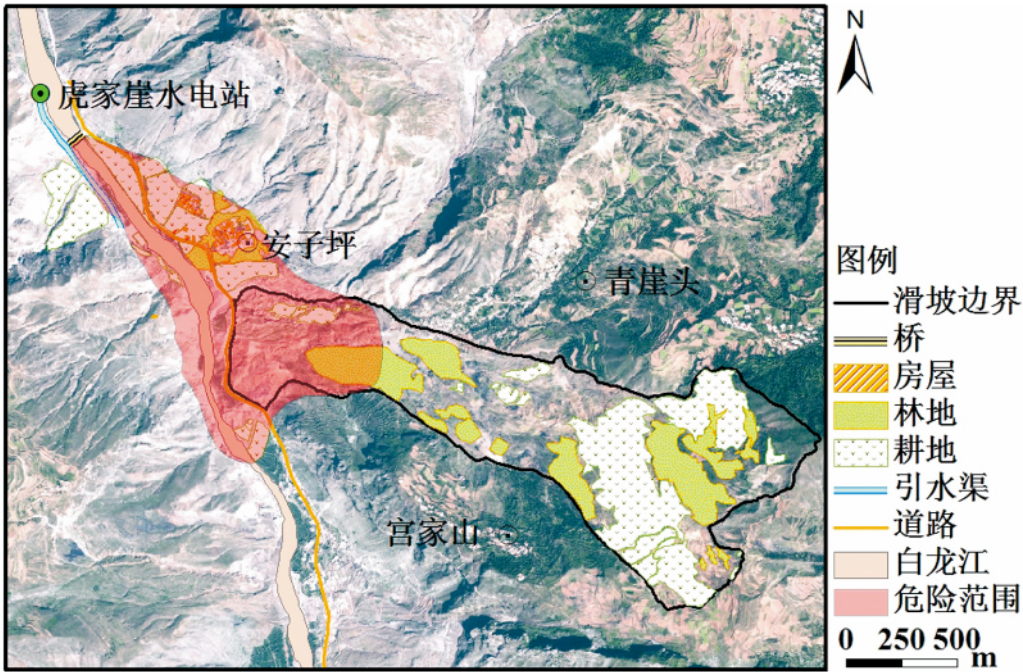 N
虎家崖水电站
安子坪
青崖头
宫家山
图例
滑坡边界
桥
房屋
林地
耕地
引水渠
道路
白龙江
危险范围
0 250 500
m